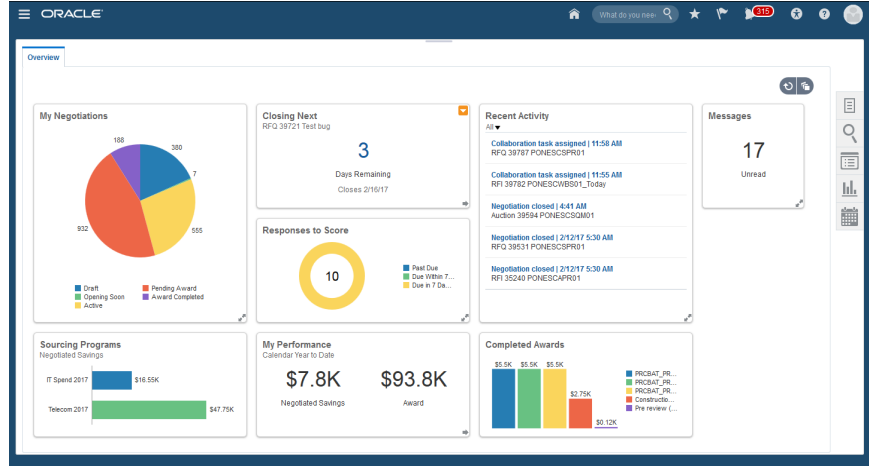 ORACLE
What do you nee
315
?
Overview
My Negotiations
188
380
7
932
555
Draft
Pending Award
Opening Soon
Award Completed
Active
Closing Next
RFQ 39721 Test bug
3
Days Remaining
Closes 2/16/17
Responses to Score
10
Past Due
Due Within 7...
Due in 7 Da...
Recent Activity
All
Collaboration task assigned | 11:58 AM
RFQ 39787 PONESCSPR01
Collaboration task assigned | 11:55 AM
RFI 39782 PONESCWBS01_Today
Negotiation closed | 4:41 AM
Auction 39594 PONESCSQM01
Negotiation closed | 2/12/17 5:30 AM
RFQ 39531 PONESCSPR01
Negotiation closed | 2/12/17 5:30 AM
RFI 35240 PONESCAPR01
Messages
17
Unread
Sourcing Programs
Negotiated Savings
IT Spend 2017
$16.55K
Telecom 2017
$47.75K
My Performance
Calendar Year to Date
$7.8K $93.8K
Negotiated Savings Award
Completed Awards
$5.5K $5.5K $5.5K
$2.75K
$0.12K
PRCBAT_PR...
PRCBAT_PR...
PRCBAT_PR...
Constructio...
Pre review (...